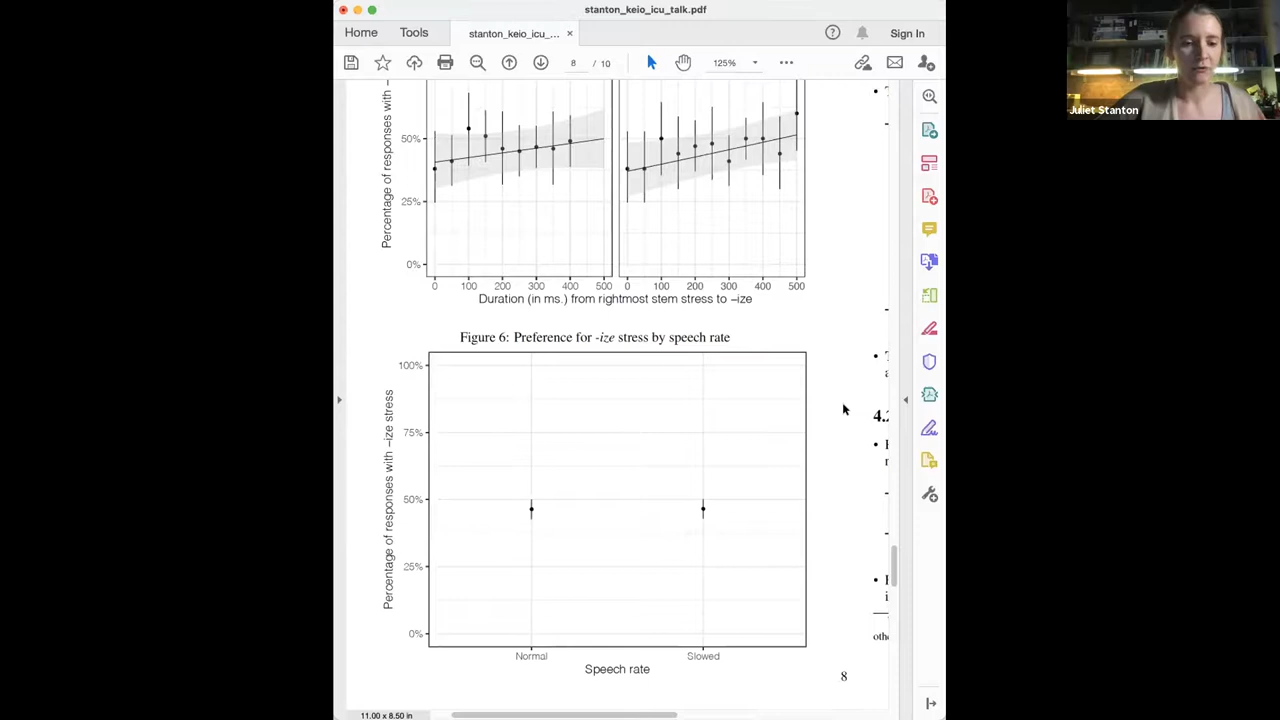 stanton_keio_icu_talk.pdf
Home Tools stanton_keio_icu_... × Sign In
8 / 10 125%
Juliet Stanton
Percentage of responses with –
50%
25%
0%
0 100 200 300 400 500 0 100 200 300 400 500
Duration (in ms.) from rightmost stem stress to –ize
Figure 6: Preference for -ize stress by speech rate
Percentage of responses with –ize stress
100%
75%
50%
25%
0%
Normal Slowed
Speech rate
8
11.00 x 8.50 in